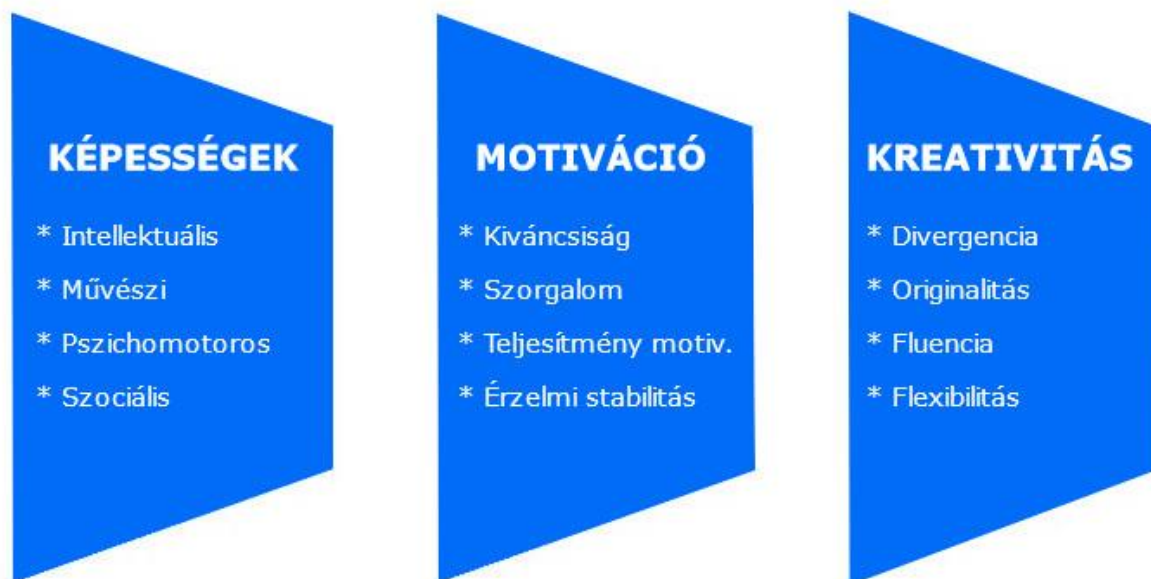 KÉPESSÉGEK
* Intellektuális
* Művészi
* Pszichomotoros
* Szociális
MOTIVÁCIÓ
* Kiváncsiság
* Szorgalom
* Teljesítmény motiv.
* Érzelmi stabilitás
KREATIVITÁS
* Divergencia
* Originalitás
* Fluencia
* Flexibilitás